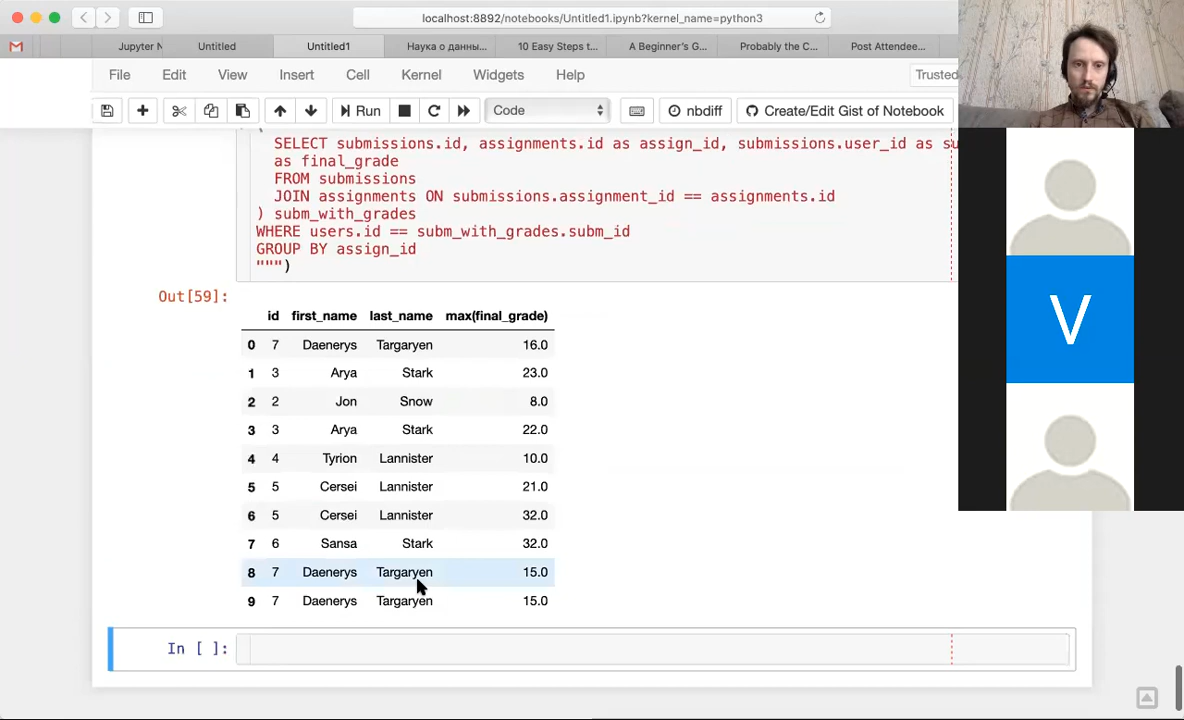 localhost:8892/notebooks/Untitled1.ipynb?kernel_name=python3
Jupyter N
Untitled
Untitled1
Наука о данны...
10 Easy Steps t...
A Beginner's G...
Probably the C...
Post Attendee...
File Edit View Insert Cell Kernel Widgets Help Trusted
Run Code nbdiff Create/Edit Gist of Notebook
SELECT submissions.id, assignments.id as assign_id, submissions.user_id as su
as final_grade
FROM submissions
JOIN assignments ON submissions.assignment_id == assignments.id
) subm_with_grades
WHERE users.id == subm_with_grades.subm_id
GROUP BY assign_id
""")
Out[59]:
id first_name last_name max(final_grade)
0 7 Daenerys Targaryen 16.0
1 3 Arya Stark 23.0
2 2 Jon Snow 8.0
3 3 Arya Stark 22.0
4 4 Tyrion Lannister 10.0
5 5 Cersei Lannister 21.0
6 5 Cersei Lannister 32.0
7 6 Sansa Stark 32.0
8 7 Daenerys Targaryen 15.0
9 7 Daenerys Targaryen 15.0
In [ ]:
V